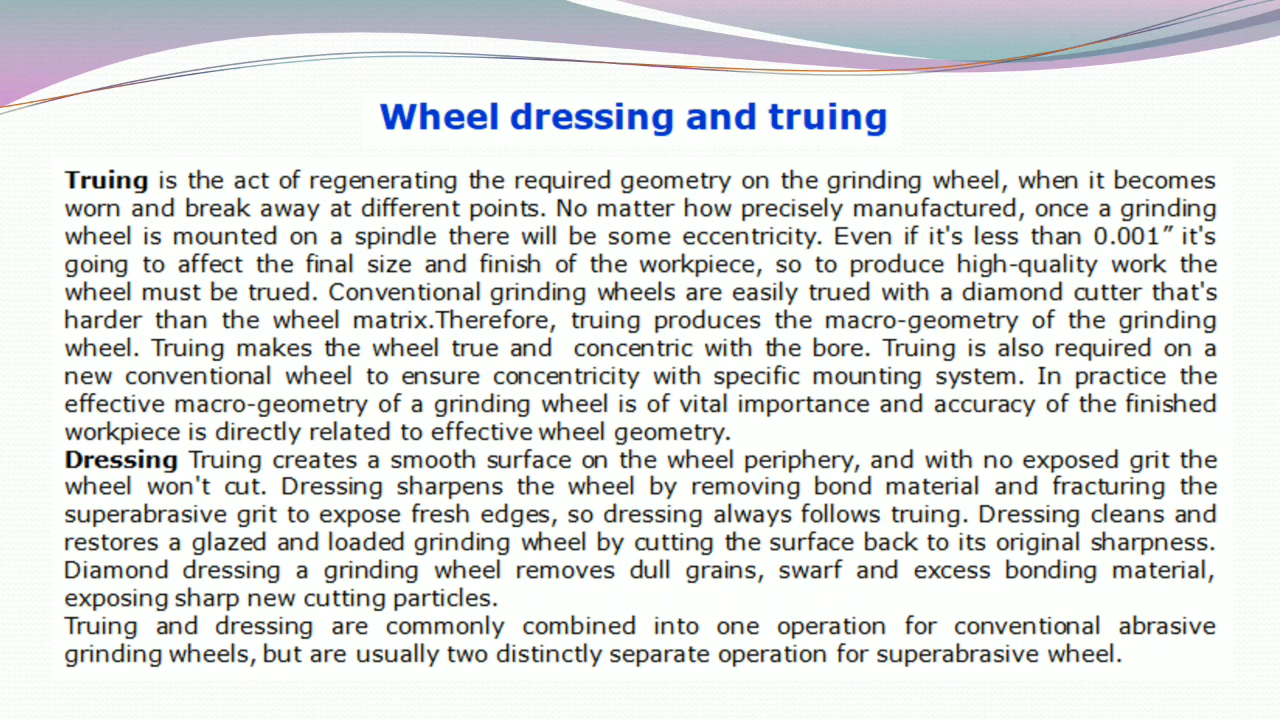 Wheel dressing and truing
Truing is the act of regenerating the required geometry on the grinding wheel, when it becomes
worn and break away at different points. No matter how precisely manufactured, once a grinding
wheel is mounted on a spindle there will be some eccentricity. Even if it's less than 0.001″ it's
going to affect the final size and finish of the workpiece, so to produce high-quality work the
wheel must be trued. Conventional grinding wheels are easily trued with a diamond cutter that's
harder than the wheel matrix.Therefore, truing produces the macro-geometry of the grinding
wheel. Truing makes the wheel true and concentric with the bore. Truing is also required on a
new conventional wheel to ensure concentricity with specific mounting system. In practice the
effective macro-geometry of a grinding wheel is of vital importance and accuracy of the finished
workpiece is directly related to effective wheel geometry.
Dressing Truing creates a smooth surface on the wheel periphery, and with no exposed grit the
wheel won't cut. Dressing sharpens the wheel by removing bond material and fracturing the
superabrasive grit to expose fresh edges, so dressing always follows truing. Dressing cleans and
restores a glazed and loaded grinding wheel by cutting the surface back to its original sharpness.
Diamond dressing a grinding wheel removes dull grains, swarf and excess bonding material,
exposing sharp new cutting particles.
Truing and dressing are commonly combined into one operation for conventional abrasive
grinding wheels, but are usually two distinctly separate operation for superabrasive wheel.